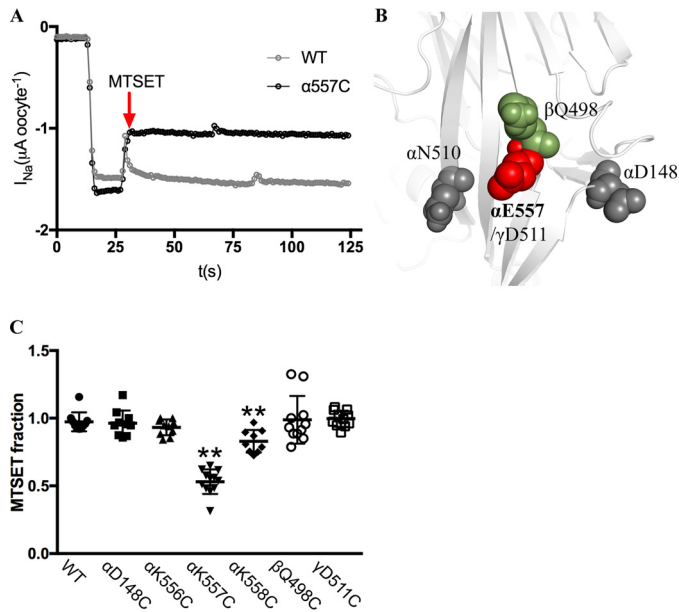 A
I_Na(μA oocyte⁻¹)
0
-1
-2
MTSET
WT
α557C
0 25 50 75 100 125
t(s)
B
βQ498
αN510
αD148
αE557
/γD511
C
MTSET fraction
1.5
1.0
0.5
0.0
**
**
WT
αD148C
αK556C
αK557C
αK558C
βQ498C
γD511C